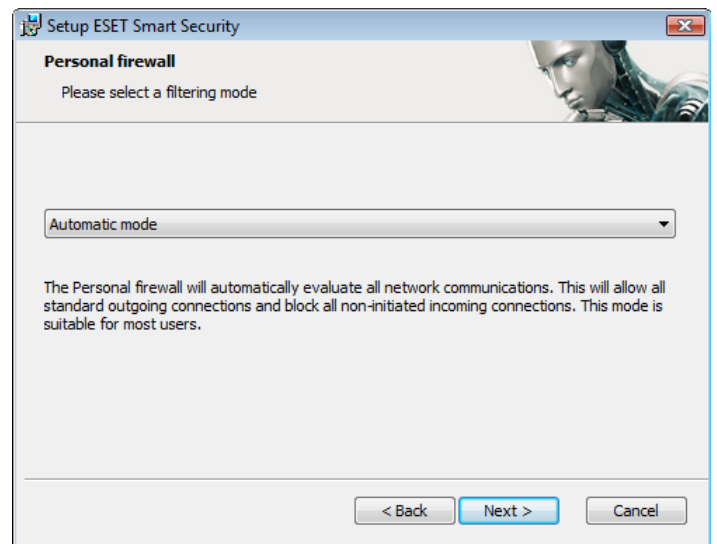 Setup ESET Smart Security
Personal firewall
Please select a filtering mode
Automatic mode
The Personal firewall will automatically evaluate all network communications. This will allow all
standard outgoing connections and block all non-initiated incoming connections. This mode is
suitable for most users.
< Back Next > Cancel